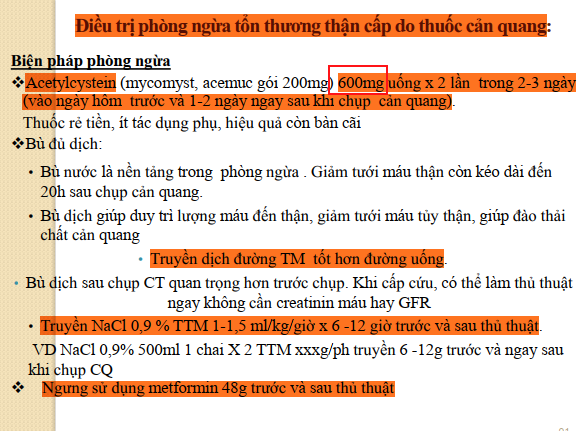 Điều trị phòng ngừa tổn thương thận cấp do thuốc cản quang:
Biện pháp phòng ngừa
❖Acetylcystein (mycomyst, acemuc gói 200mg) 600mg uống x 2 lần trong 2-3 ngày
(vào ngày hôm trước và 1-2 ngày ngay sau khi chụp cản quang).
Thuốc rẻ tiền, ít tác dụng phụ, hiệu quả còn bàn cãi
❖Bù đủ dịch:
• Bù nước là nền tảng trong phòng ngừa . Giảm tưới máu thận còn kéo dài đến
20h sau chụp cản quang.
• Bù dịch giúp duy trì lượng máu đến thận, giảm tưới máu tủy thận, giúp đào thải
chất cản quang
• Truyền dịch đường TM tốt hơn đường uống.
• Bù dịch sau chụp CT quan trọng hơn trước chụp. Khi cấp cứu, có thể làm thủ thuật
ngay không cần creatinin máu hay GFR
• Truyền NaCl 0,9 % TTM 1-1,5 ml/kg/giờ x 6 -12 giờ trước và sau thủ thuật.
VD NaCl 0,9% 500ml 1 chai X 2 TTM xxxg/ph truyền 6 -12g trước và ngay sau
khi chụp CQ
❖ Ngưng sử dụng metformin 48g trước và sau thủ thuật